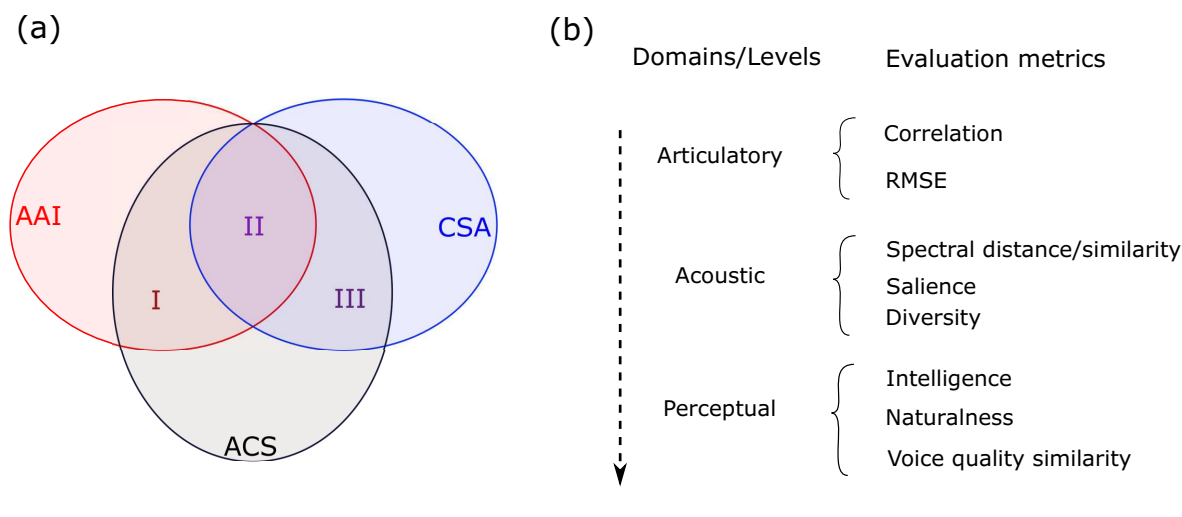 (a)
AAI
CSA
ACS
I
II
III
(b)
Domains/Levels
Evaluation metrics
Articulatory
Correlation
RMSE
Acoustic
Spectral distance/similarity
Salience
Diversity
Perceptual
Intelligence
Naturalness
Voice quality similarity